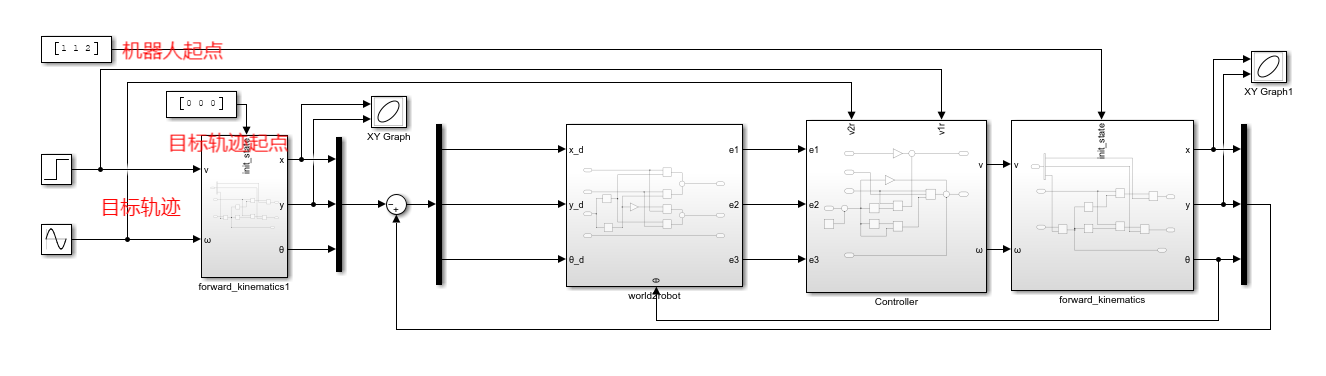 [1 1 2]
机器人起点
XY Graph1
[0 0 0]
XY Graph
目标轨迹起点
init_state
v
ω
x
y
θ
forward_kinematics1
目标轨迹
x_d
y_d
θ_d
e1
e2
e3
θ
world2robot
v2r
v1r
e1
e2
e3
v
ω
Controller
init_state
v
ω
x
y
θ
forward_kinematics